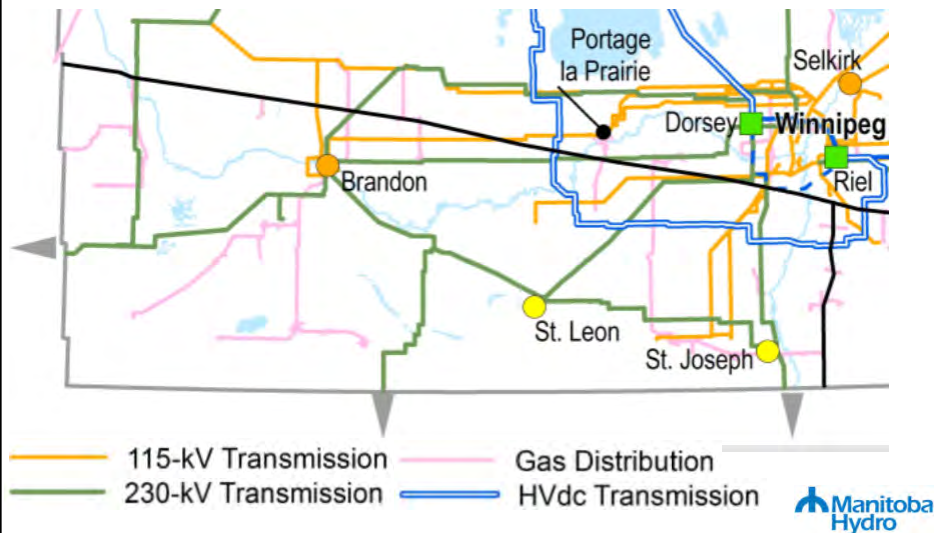 Portage
la Prairie
Selkirk
Dorsey
Winnipeg
Riel
Brandon
St. Leon
St. Joseph
115-kV Transmission
Gas Distribution
230-kV Transmission
HVdc Transmission
Manitoba
Hydro